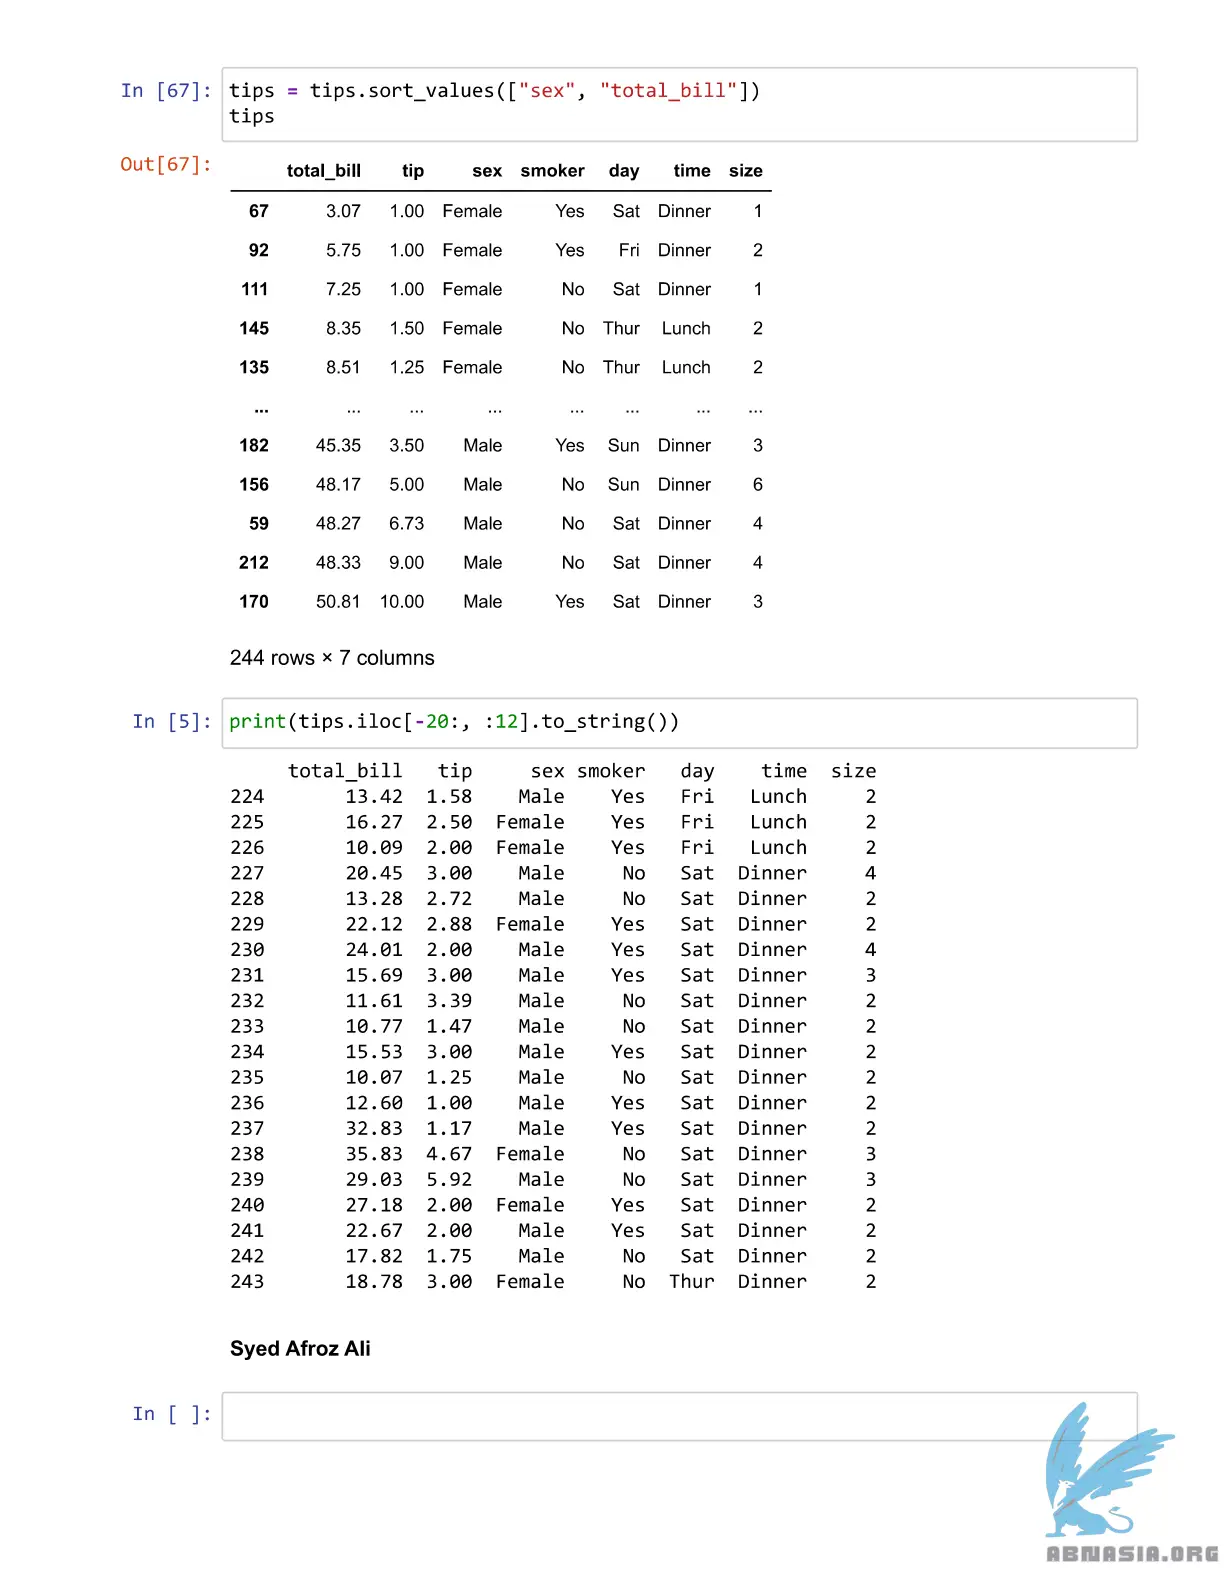 In [67]: tips = tips.sort_values(["sex", "total_bill"])
tips
Out[67]:
total_bill tip sex smoker day time size
67 3.07 1.00 Female Yes Sat Dinner 1
92 5.75 1.00 Female Yes Fri Dinner 2
111 7.25 1.00 Female No Sat Dinner 1
145 8.35 1.50 Female No Thur Lunch 2
135 8.51 1.25 Female No Thur Lunch 2
... ... ... ... ... ... ... ...
182 45.35 3.50 Male Yes Sun Dinner 3
156 48.17 5.00 Male No Sun Dinner 6
59 48.27 6.73 Male No Sat Dinner 4
212 48.33 9.00 Male No Sat Dinner 4
170 50.81 10.00 Male Yes Sat Dinner 3
244 rows × 7 columns
In [5]: print(tips.iloc[-20:, :12].to_string())
total_bill tip sex smoker day time size
224 13.42 1.58 Male Yes Fri Lunch 2
225 16.27 2.50 Female Yes Fri Lunch 2
226 10.09 2.00 Female Yes Fri Lunch 2
227 20.45 3.00 Male No Sat Dinner 4
228 13.28 2.72 Male No Sat Dinner 2
229 22.12 2.88 Female Yes Sat Dinner 2
230 24.01 2.00 Male Yes Sat Dinner 4
231 15.69 3.00 Male Yes Sat Dinner 3
232 11.61 3.39 Male No Sat Dinner 2
233 10.77 1.47 Male No Sat Dinner 2
234 15.53 3.00 Male Yes Sat Dinner 2
235 10.07 1.25 Male No Sat Dinner 2
236 12.60 1.00 Male Yes Sat Dinner 2
237 32.83 1.17 Male Yes Sat Dinner 2
238 35.83 4.67 Female No Sat Dinner 3
239 29.03 5.92 Male No Sat Dinner 3
240 27.18 2.00 Female Yes Sat Dinner 2
241 22.67 2.00 Male Yes Sat Dinner 2
242 17.82 1.75 Male No Sat Dinner 2
243 18.78 3.00 Female No Thur Dinner 2
Syed Afroz Ali
In [ ]:
ABNASIA.ORG